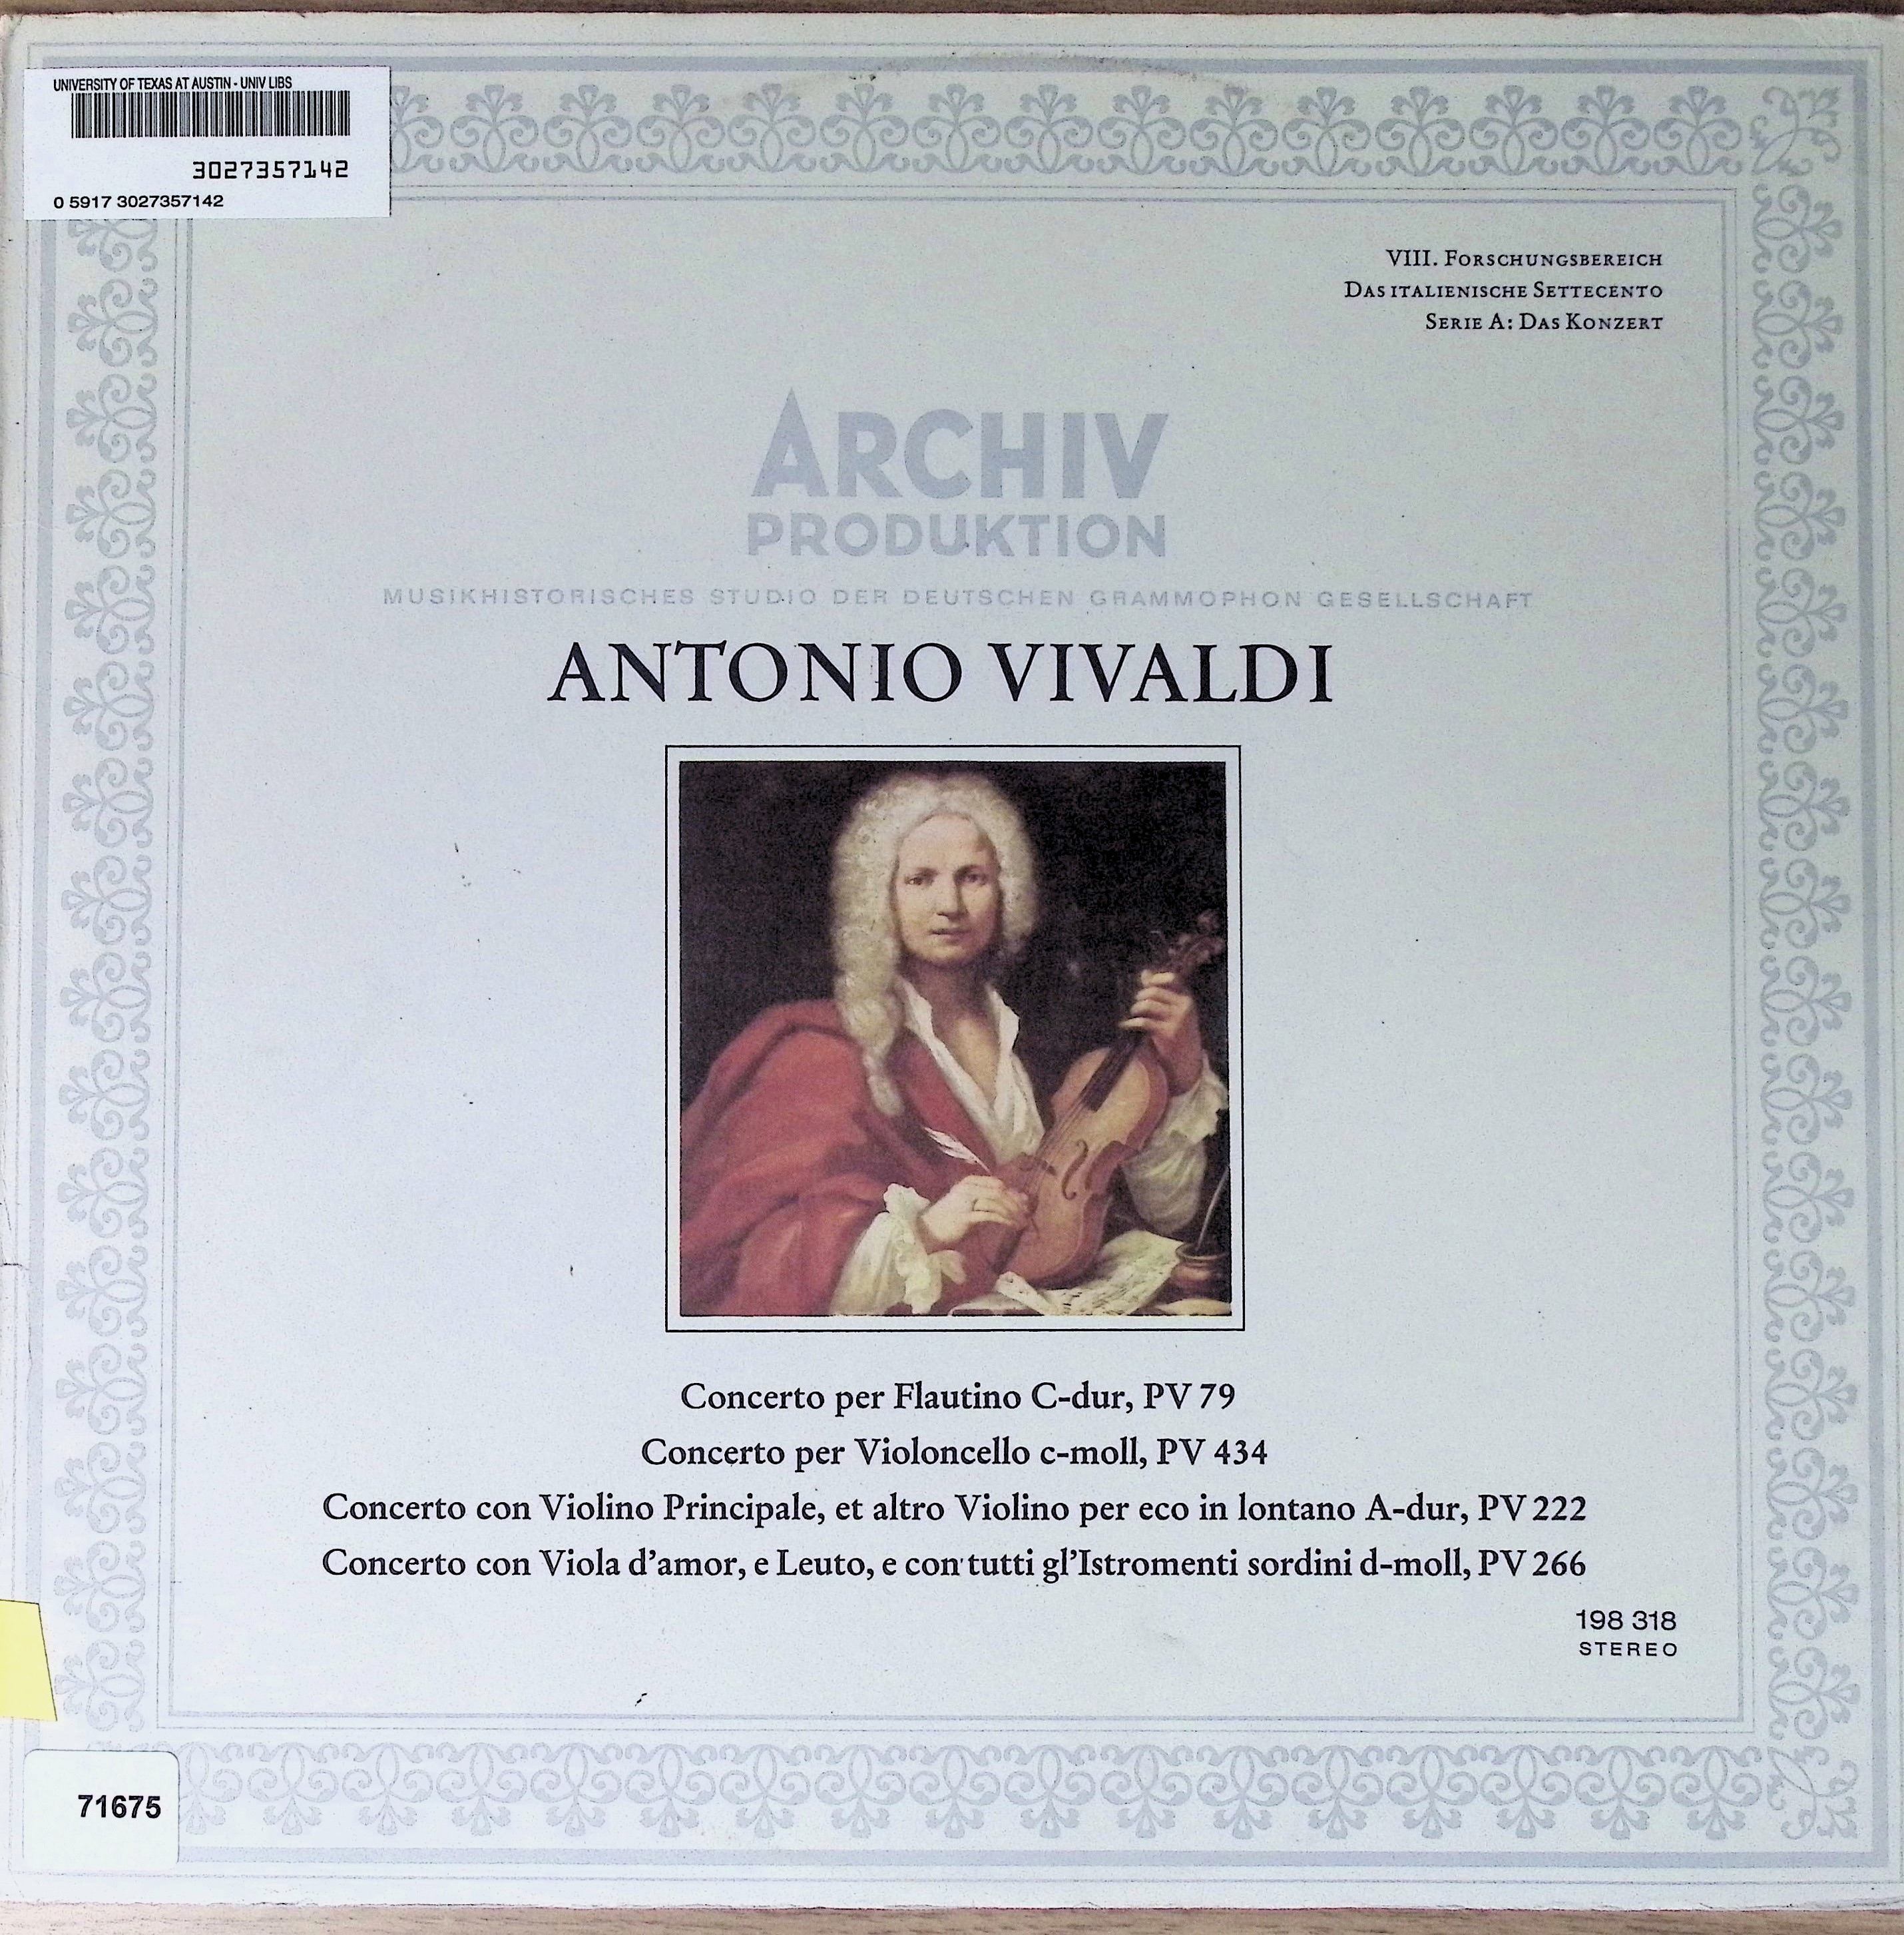 UNIVERSITY OF TEXAS AT AUSTIN - UNIV LIBS
3027357142
0 5917 3027357142
VIII. FORSCHUNGSBEREICH
DAS ITALIENISCHE SETTECENTO
SERIE A: DAS KONZERT
ARCHIV
PRODUKTION
MUSIKHISTORISCHES STUDIO DER DEUTSCHEN GRAMMOPHON GESELLSCHAFT
ANTONIO VIVALDI
Concerto per Flautino C-dur, PV 79
Concerto per Violoncello c-moll, PV 434
Concerto con Violino Principale, et altro Violino per eco in lontano A-dur, PV 222
Concerto con Viola d’amor, e Leuto, e con tutti gl’Istromenti sordini d-moll, PV 266
198 318
STEREO
71675